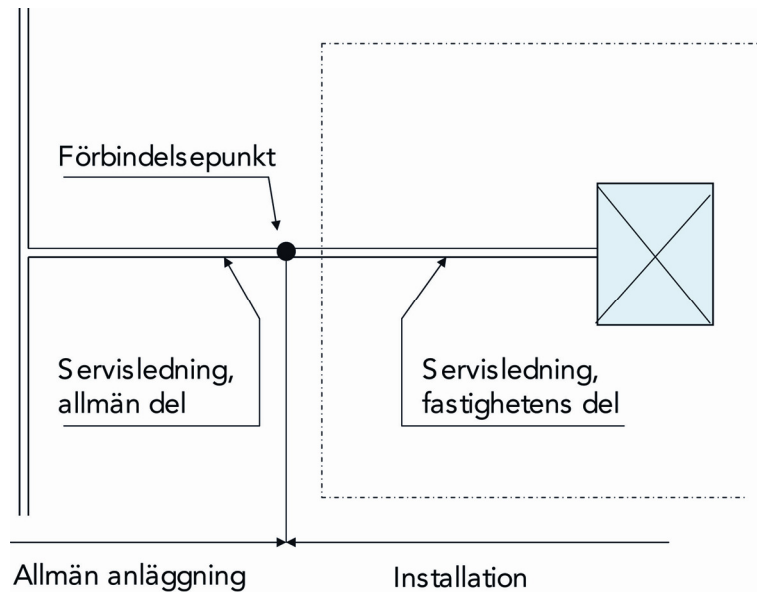 Förbindelsepunkt
Servisledning,
allmän del
Servisledning,
fastighetens del
Allmän anläggning
Installation